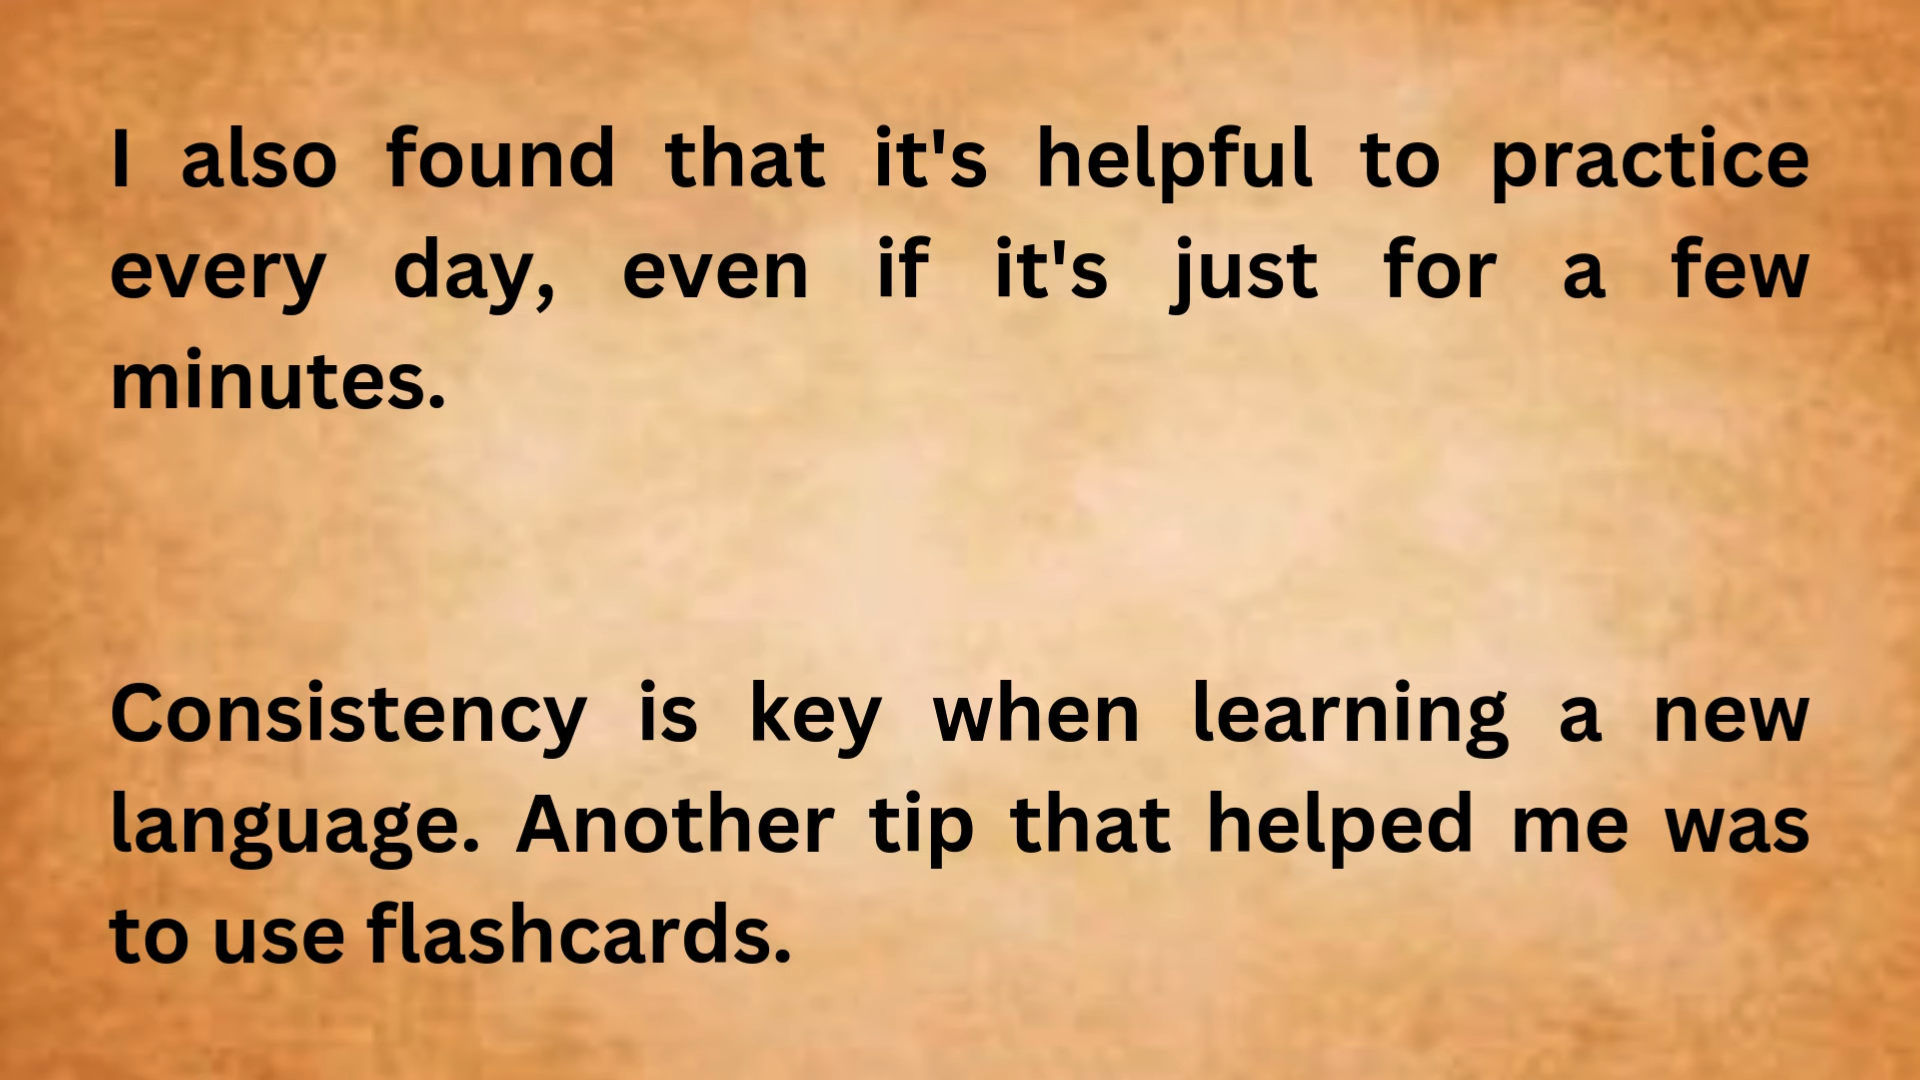 I also found that it's helpful to practice
every day, even if it's just for a few
minutes.
Consistency is key when learning a new
language. Another tip that helped me was
to use flashcards.